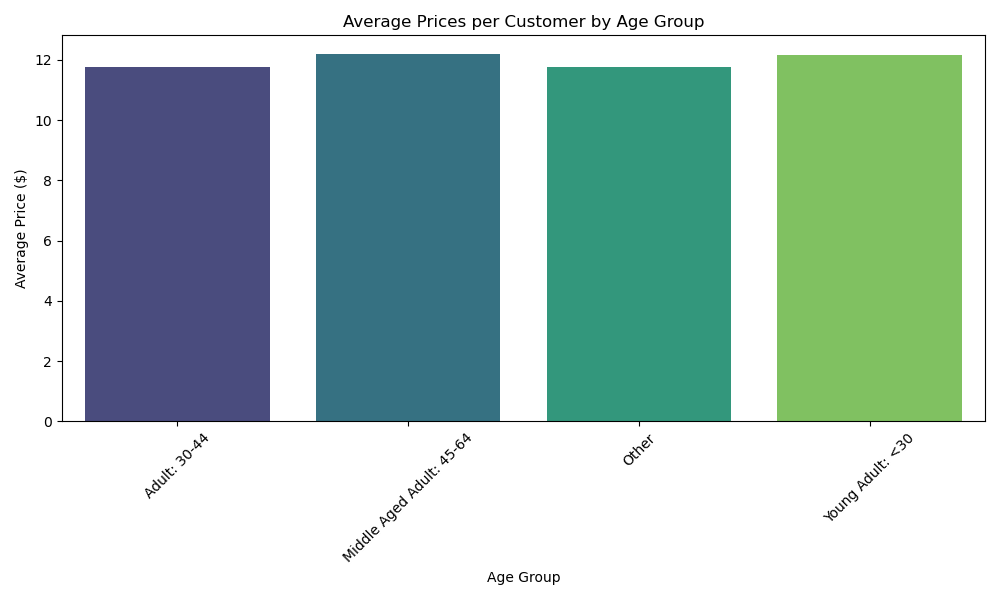 Average Prices per Customer by Age Group
Average Price ($)
12
10
8
6
4
2
0
Adult: 30-44
Middle Aged Adult: 45-64
Other
Young Adult: <30
Age Group